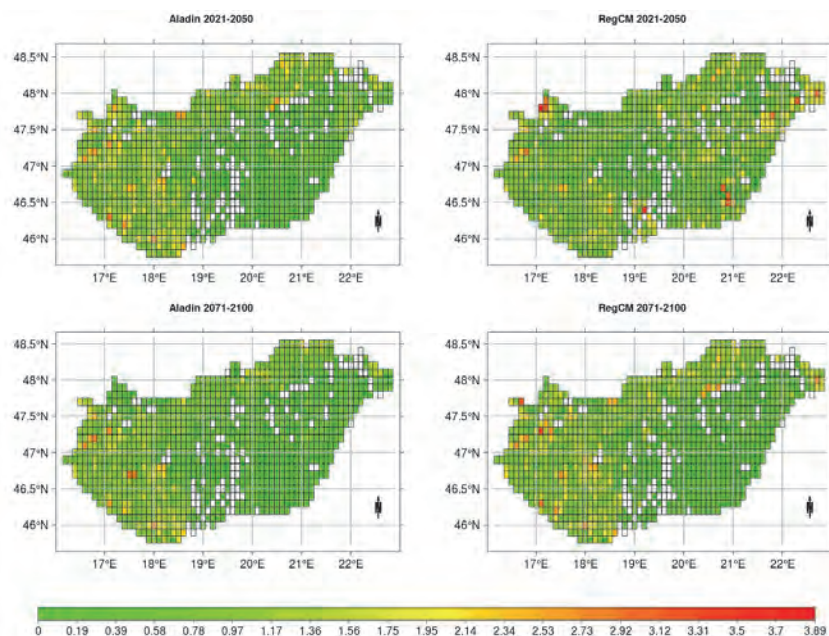 Aladin 2021-2050
RegCM 2021-2050
48.5°N
48°N
47.5°N
47°N
46.5°N
46°N
N
17°E 18°E 19°E 20°E 21°E 22°E
48.5°N
48°N
47.5°N
47°N
46.5°N
46°N
N
17°E 18°E 19°E 20°E 21°E 22°E
Aladin 2071-2100
RegCM 2071-2100
48.5°N
48°N
47.5°N
47°N
46.5°N
46°N
N
17°E 18°E 19°E 20°E 21°E 22°E
48.5°N
48°N
47.5°N
47°N
46.5°N
46°N
N
17°E 18°E 19°E 20°E 21°E 22°E
0 0.19 0.39 0.58 0.78 0.97 1.17 1.36 1.56 1.75 1.95 2.14 2.34 2.53 2.73 2.92 3.12 3.31 3.5 3.7 3.89